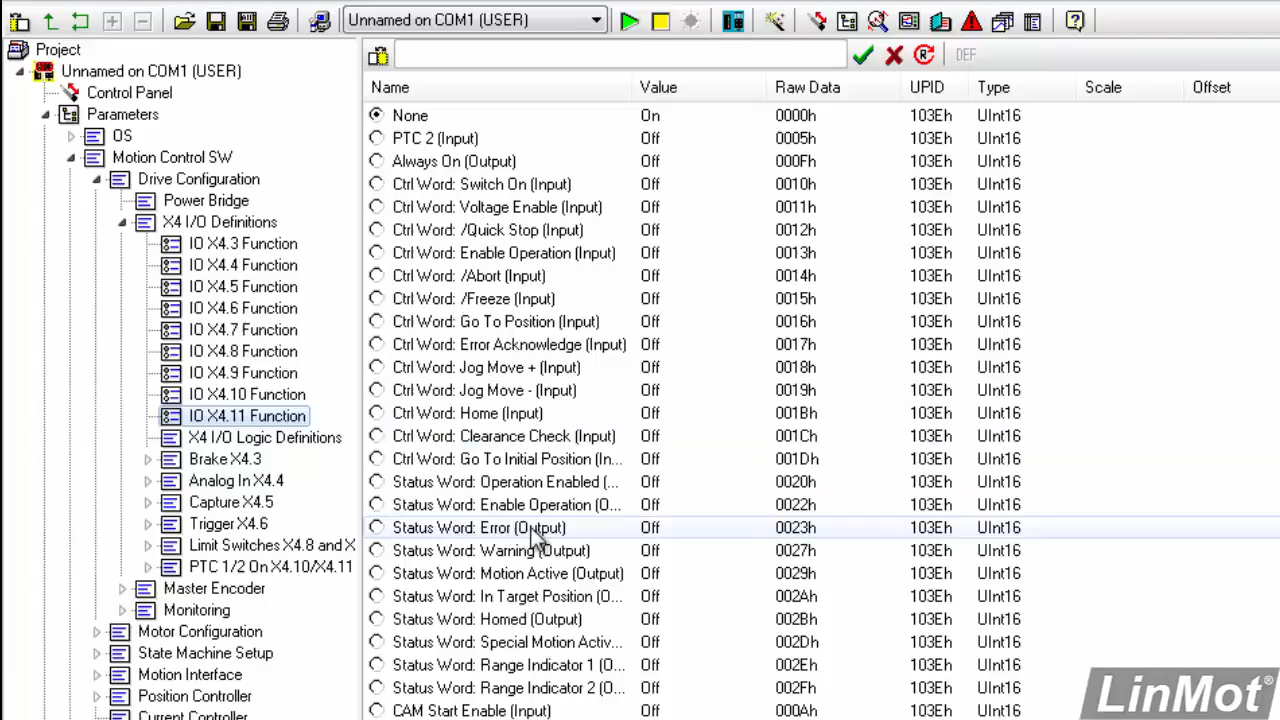 Unnamed on COM1 (USER)
DEF
Project
Unnamed on COM1 (USER)
Control Panel
Parameters
OS
Motion Control SW
Drive Configuration
Power Bridge
X4 I/O Definitions
IO X4.3 Function
IO X4.4 Function
IO X4.5 Function
IO X4.6 Function
IO X4.7 Function
IO X4.8 Function
IO X4.9 Function
IO X4.10 Function
IO X4.11 Function
X4 I/O Logic Definitions
Brake X4.3
Analog In X4.4
Capture X4.5
Trigger X4.6
Limit Switches X4.8 and X
PTC 1/2 On X4.10/X4.11
Master Encoder
Monitoring
Motor Configuration
State Machine Setup
Motion Interface
Position Controller
Current Controller
Name Value Raw Data UPID Type Scale Offset
None On 0000h 103Eh UInt16
PTC 2 (Input) Off 0005h 103Eh UInt16
Always On (Output) Off 000Fh 103Eh UInt16
Ctrl Word: Switch On (Input) Off 0010h 103Eh UInt16
Ctrl Word: Voltage Enable (Input) Off 0011h 103Eh UInt16
Ctrl Word: /Quick Stop (Input) Off 0012h 103Eh UInt16
Ctrl Word: Enable Operation (Input) Off 0013h 103Eh UInt16
Ctrl Word: /Abort (Input) Off 0014h 103Eh UInt16
Ctrl Word: /Freeze (Input) Off 0015h 103Eh UInt16
Ctrl Word: Go To Position (Input) Off 0016h 103Eh UInt16
Ctrl Word: Error Acknowledge (Input) Off 0017h 103Eh UInt16
Ctrl Word: Jog Move + (Input) Off 0018h 103Eh UInt16
Ctrl Word: Jog Move - (Input) Off 0019h 103Eh UInt16
Ctrl Word: Home (Input) Off 001Bh 103Eh UInt16
Ctrl Word: Clearance Check (Input) Off 001Ch 103Eh UInt16
Ctrl Word: Go To Initial Position (In... Off 001Dh 103Eh UInt16
Status Word: Operation Enabled (... Off 0020h 103Eh UInt16
Status Word: Enable Operation (O... Off 0022h 103Eh UInt16
Status Word: Error (Output) Off 0023h 103Eh UInt16
Status Word: Warning (Output) Off 0027h 103Eh UInt16
Status Word: Motion Active (Output) Off 0029h 103Eh UInt16
Status Word: In Target Position (O... Off 002Ah 103Eh UInt16
Status Word: Homed (Output) Off 002Bh 103Eh UInt16
Status Word: Special Motion Activ... Off 002Dh 103Eh UInt16
Status Word: Range Indicator 1 (O... Off 002Eh 103Eh UInt16
Status Word: Range Indicator 2 (O... Off 002Fh 103Eh UInt16
CAM Start Enable (Input) Off 000Ah 103Eh UInt16
LinMot®